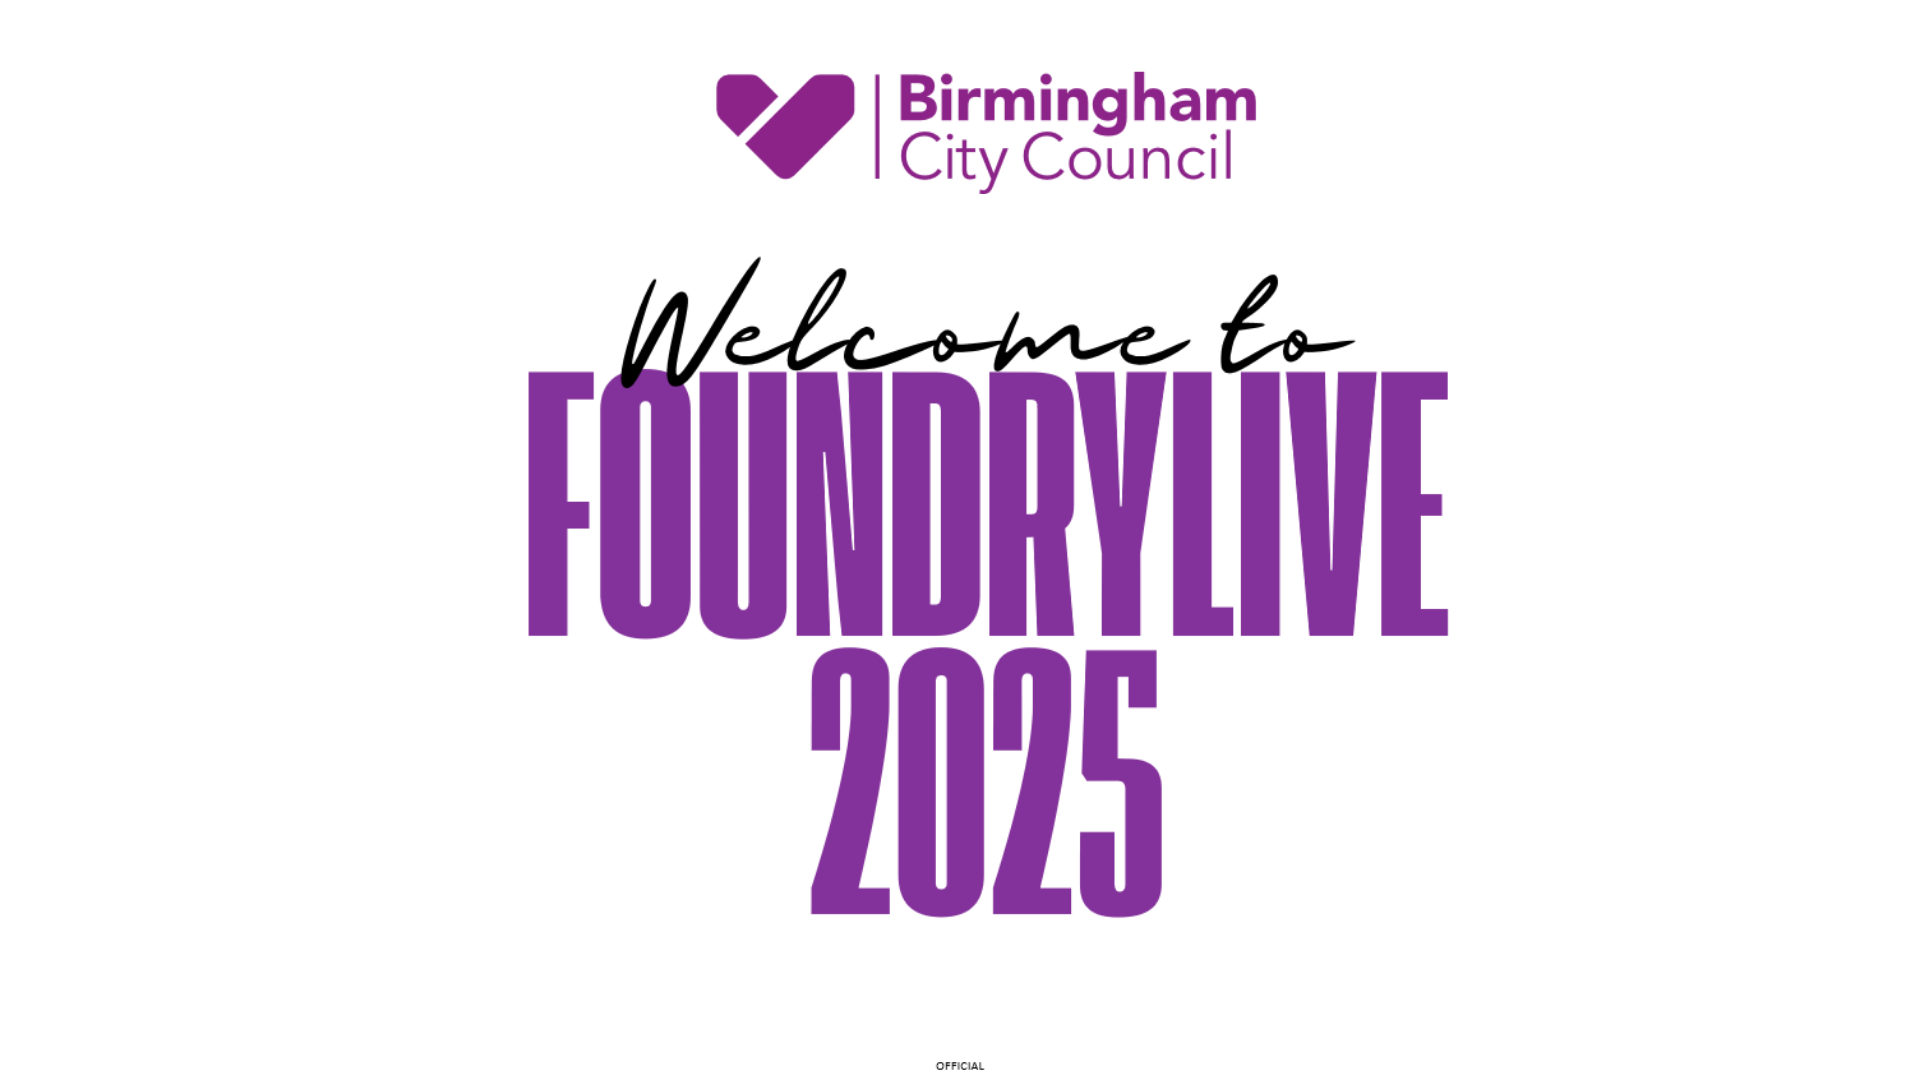 Birmingham
City Council
Welcome to
FOUNDRYLIVE
2025
OFFICIAL